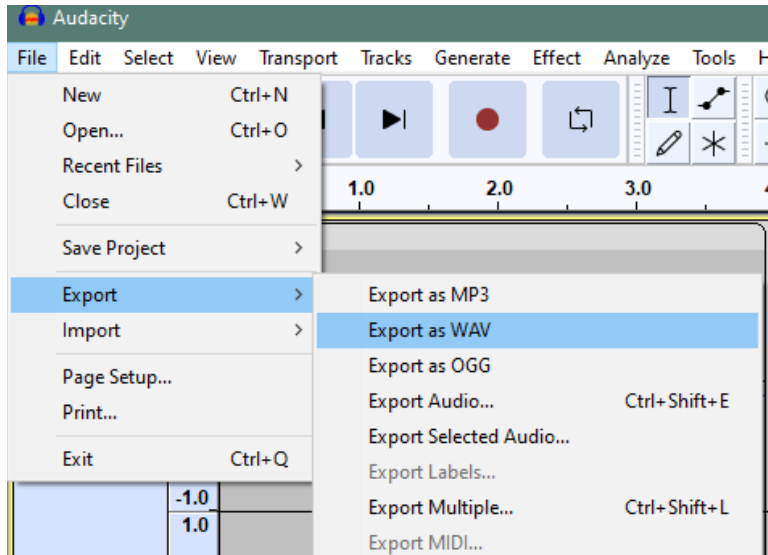 Audacity
File Edit Select View Transport Tracks Generate Effect Analyze Tools H
New Ctrl+N
Open... Ctrl+O
Recent Files >
Close Ctrl+W
1.0 2.0 3.0 4
Save Project >
Export >
Import >
Page Setup...
Print...
Exit Ctrl+Q
Export as MP3
Export as WAV
Export as OGG
Export Audio... Ctrl+Shift+E
Export Selected Audio...
Export Labels...
Export Multiple... Ctrl+Shift+L
Export MIDI...
-1.0
1.0